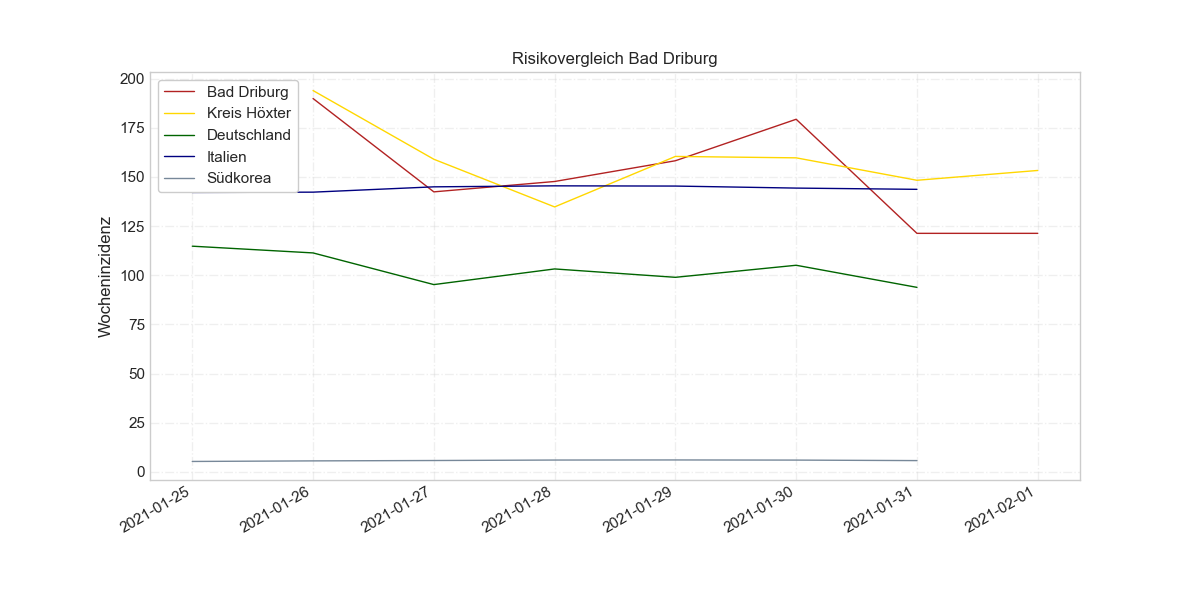 Risikovergleich Bad Driburg
Bad Driburg
Kreis Höxter
Deutschland
Italien
Südkorea
Wocheninzidenz
200
175
150
125
100
75
50
25
0
2021-01-25
2021-01-26
2021-01-27
2021-01-28
2021-01-29
2021-01-30
2021-01-31
2021-02-01